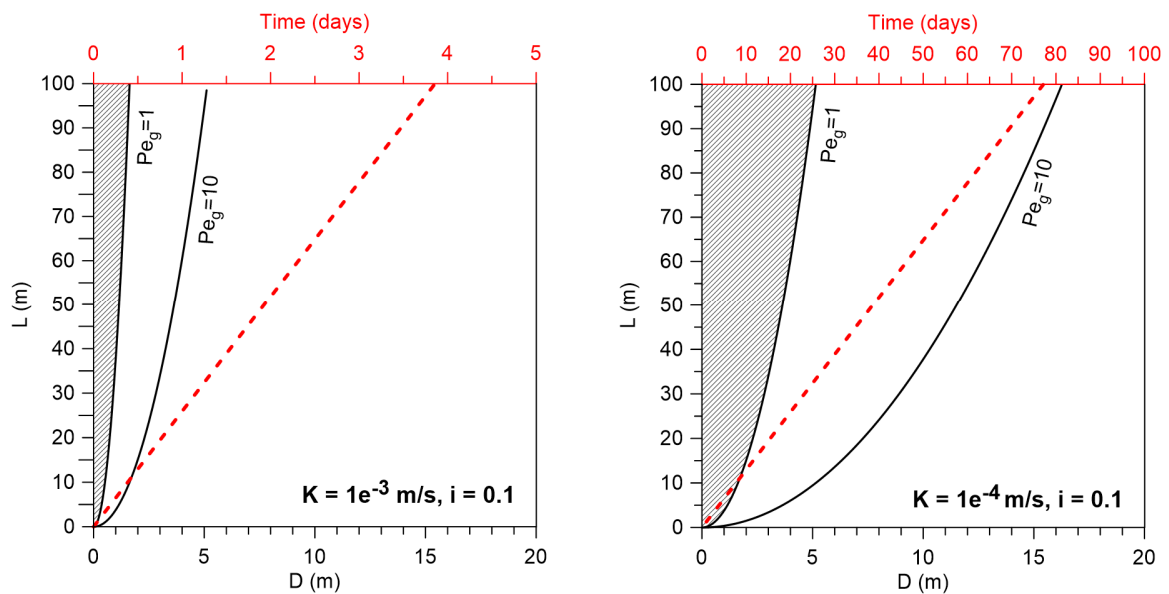 Time (days)
0 1 2 3 4 5
100
90
80
70
60
50
40
30
20
10
0
L (m)
Peg=1
Peg=10
K = 1e-3 m/s, i = 0.1
0 5 10 15 20
D (m)
Time (days)
0 10 20 30 40 50 60 70 80 90 100
100
90
80
70
60
50
40
30
20
10
0
L (m)
Peg=1
Peg=10
K = 1e-4 m/s, i = 0.1
0 5 10 15 20
D (m)